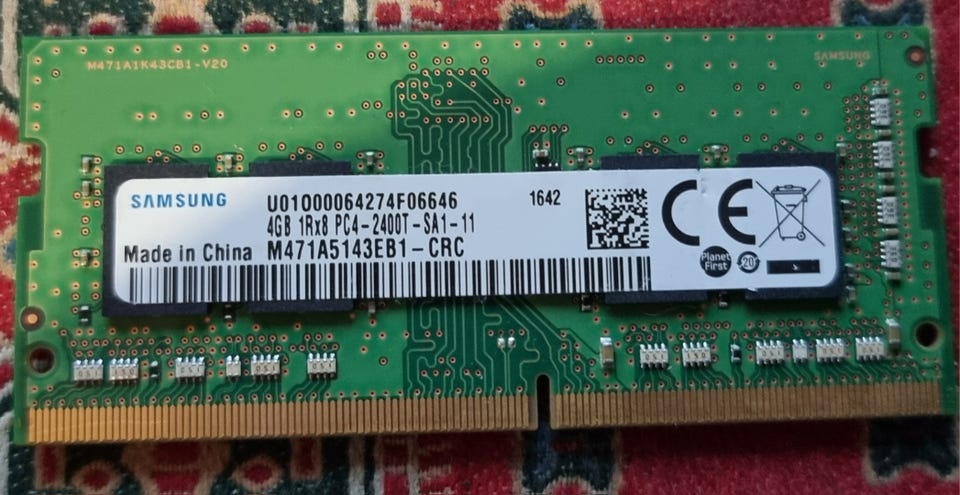 M471A1K43CB1-V20
SAMSUNG
SAMSUNG
U01000064274F06646
1642
4GB 1Rx8 PC4-2400T-SA1-11
Made in China M471A5143EB1-CRC
CE
Planet First
20